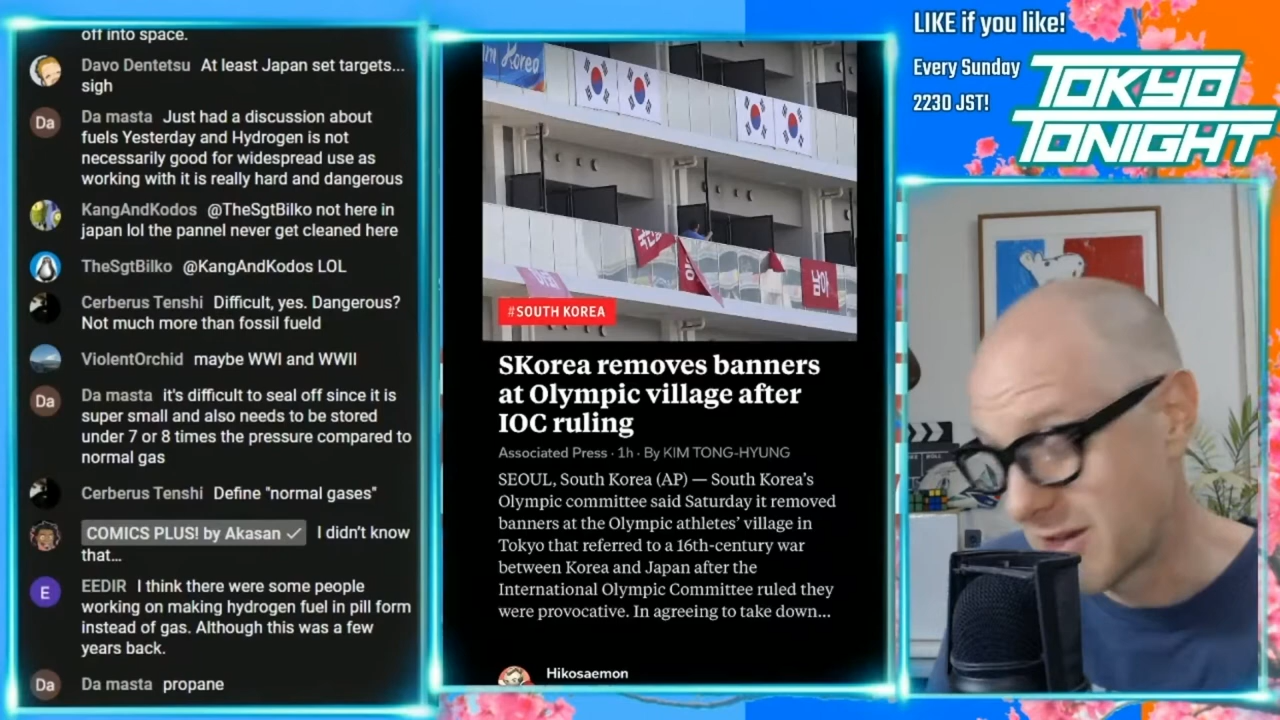 off into space.
Davo Dentetsu At least Japan set targets...
sigh
Da
Da masta Just had a discussion about
fuels Yesterday and Hydrogen is not
necessarily good for widespread use as
working with it is really hard and dangerous
KangAndKodos @TheSgtBilko not here in
japan lol the pannel never get cleaned here
TheSgtBilko @KangAndKodos LOL
Cerberus Tenshi Difficult, yes. Dangerous?
Not much more than fossil fueld
ViolentOrchid maybe WWI and WWII
Da
Da masta it's difficult to seal off since it is
super small and also needs to be stored
under 7 or 8 times the pressure compared to
normal gas
Cerberus Tenshi Define "normal gases"
COMICS PLUS! by Akasan ✓ I didn't know
that...
E
EEDIR I think there were some people
working on making hydrogen fuel in pill form
instead of gas. Although this was a few
years back.
Da
Da masta propane
Korea
남아
#SOUTH KOREA
SKorea removes banners
at Olympic village after
IOC ruling
Associated Press · 1h · By KIM TONG-HYUNG
SEOUL, South Korea (AP) — South Korea's
Olympic committee said Saturday it removed
banners at the Olympic athletes' village in
Tokyo that referred to a 16th-century war
between Korea and Japan after the
International Olympic Committee ruled they
were provocative. In agreeing to take down...
Hikosaemon
LIKE if you like!
Every Sunday
2230 JST!
TOKYO
TONIGHT